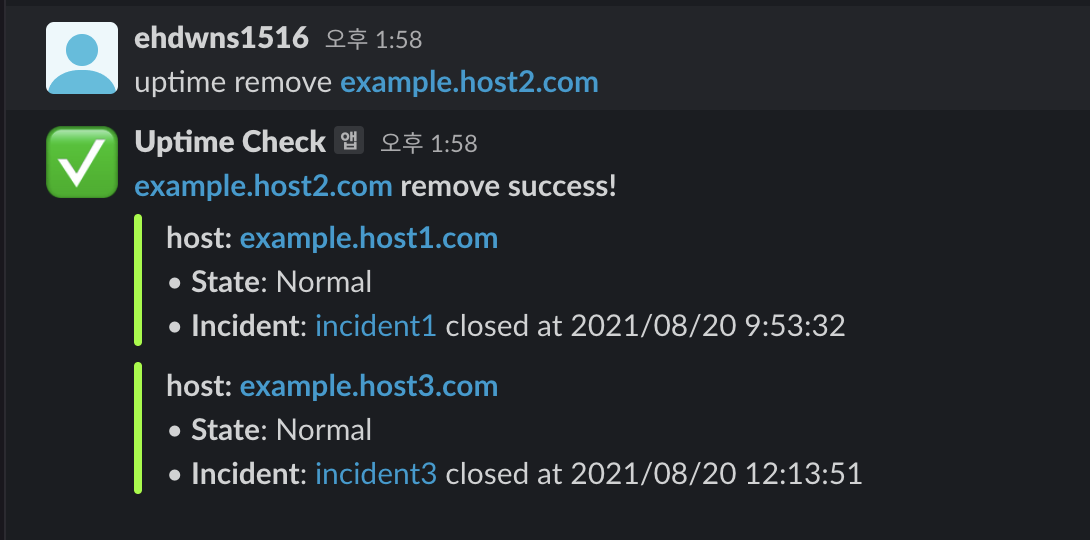 ehdwns1516 오후 1:58
uptime remove example.host2.com
Uptime Check 앱 오후 1:58
example.host2.com remove success!
host: example.host1.com
• State: Normal
• Incident: incident1 closed at 2021/08/20 9:53:32
host: example.host3.com
• State: Normal
• Incident: incident3 closed at 2021/08/20 12:13:51